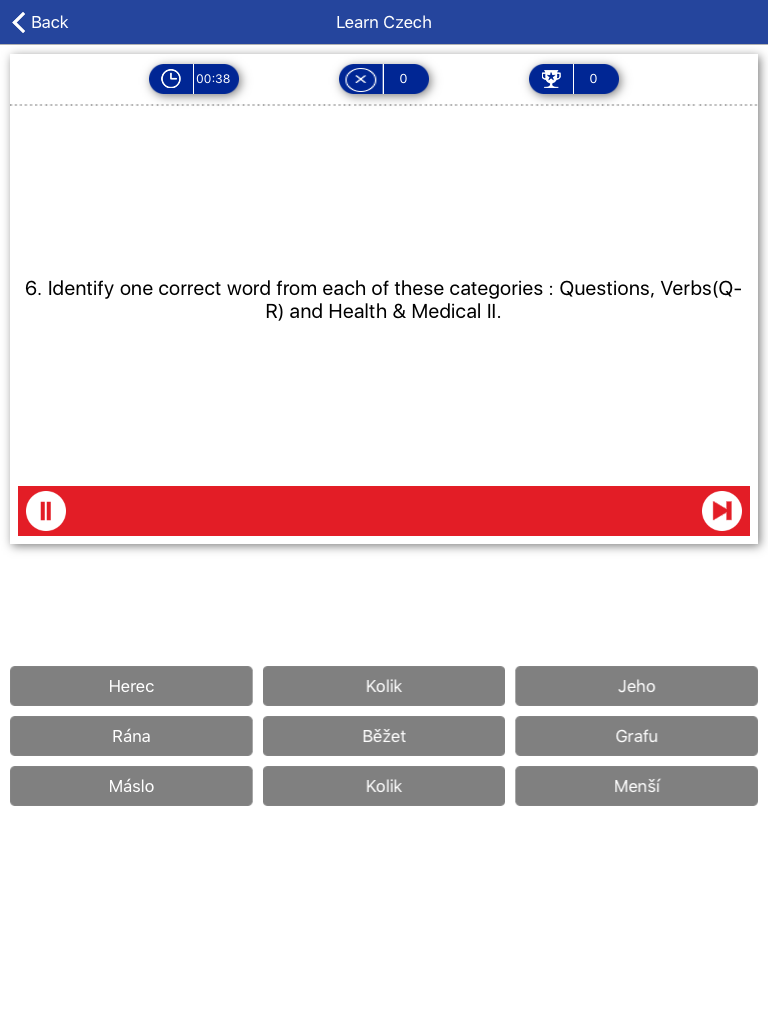 Back
Learn Czech
00:38
0
0
6. Identify one correct word from each of these categories : Questions, Verbs(Q-
R) and Health & Medical II.
Herec
Kolik
Jeho
Rána
Běžet
Grafu
Máslo
Kolik
Menší